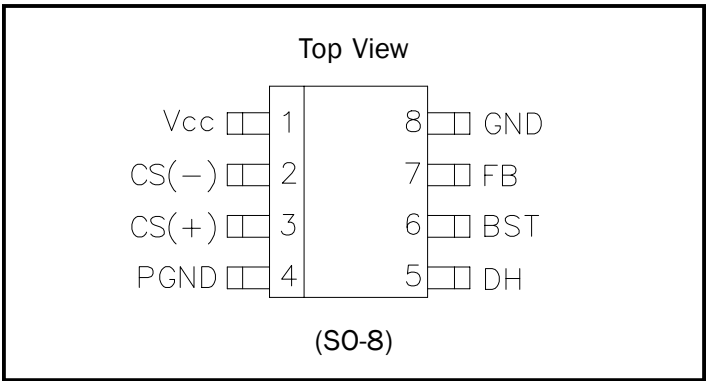 Top View
Vcc 1 8 GND
CS(-) 2 7 FB
CS(+) 3 6 BST
PGND 4 5 DH
(SO-8)